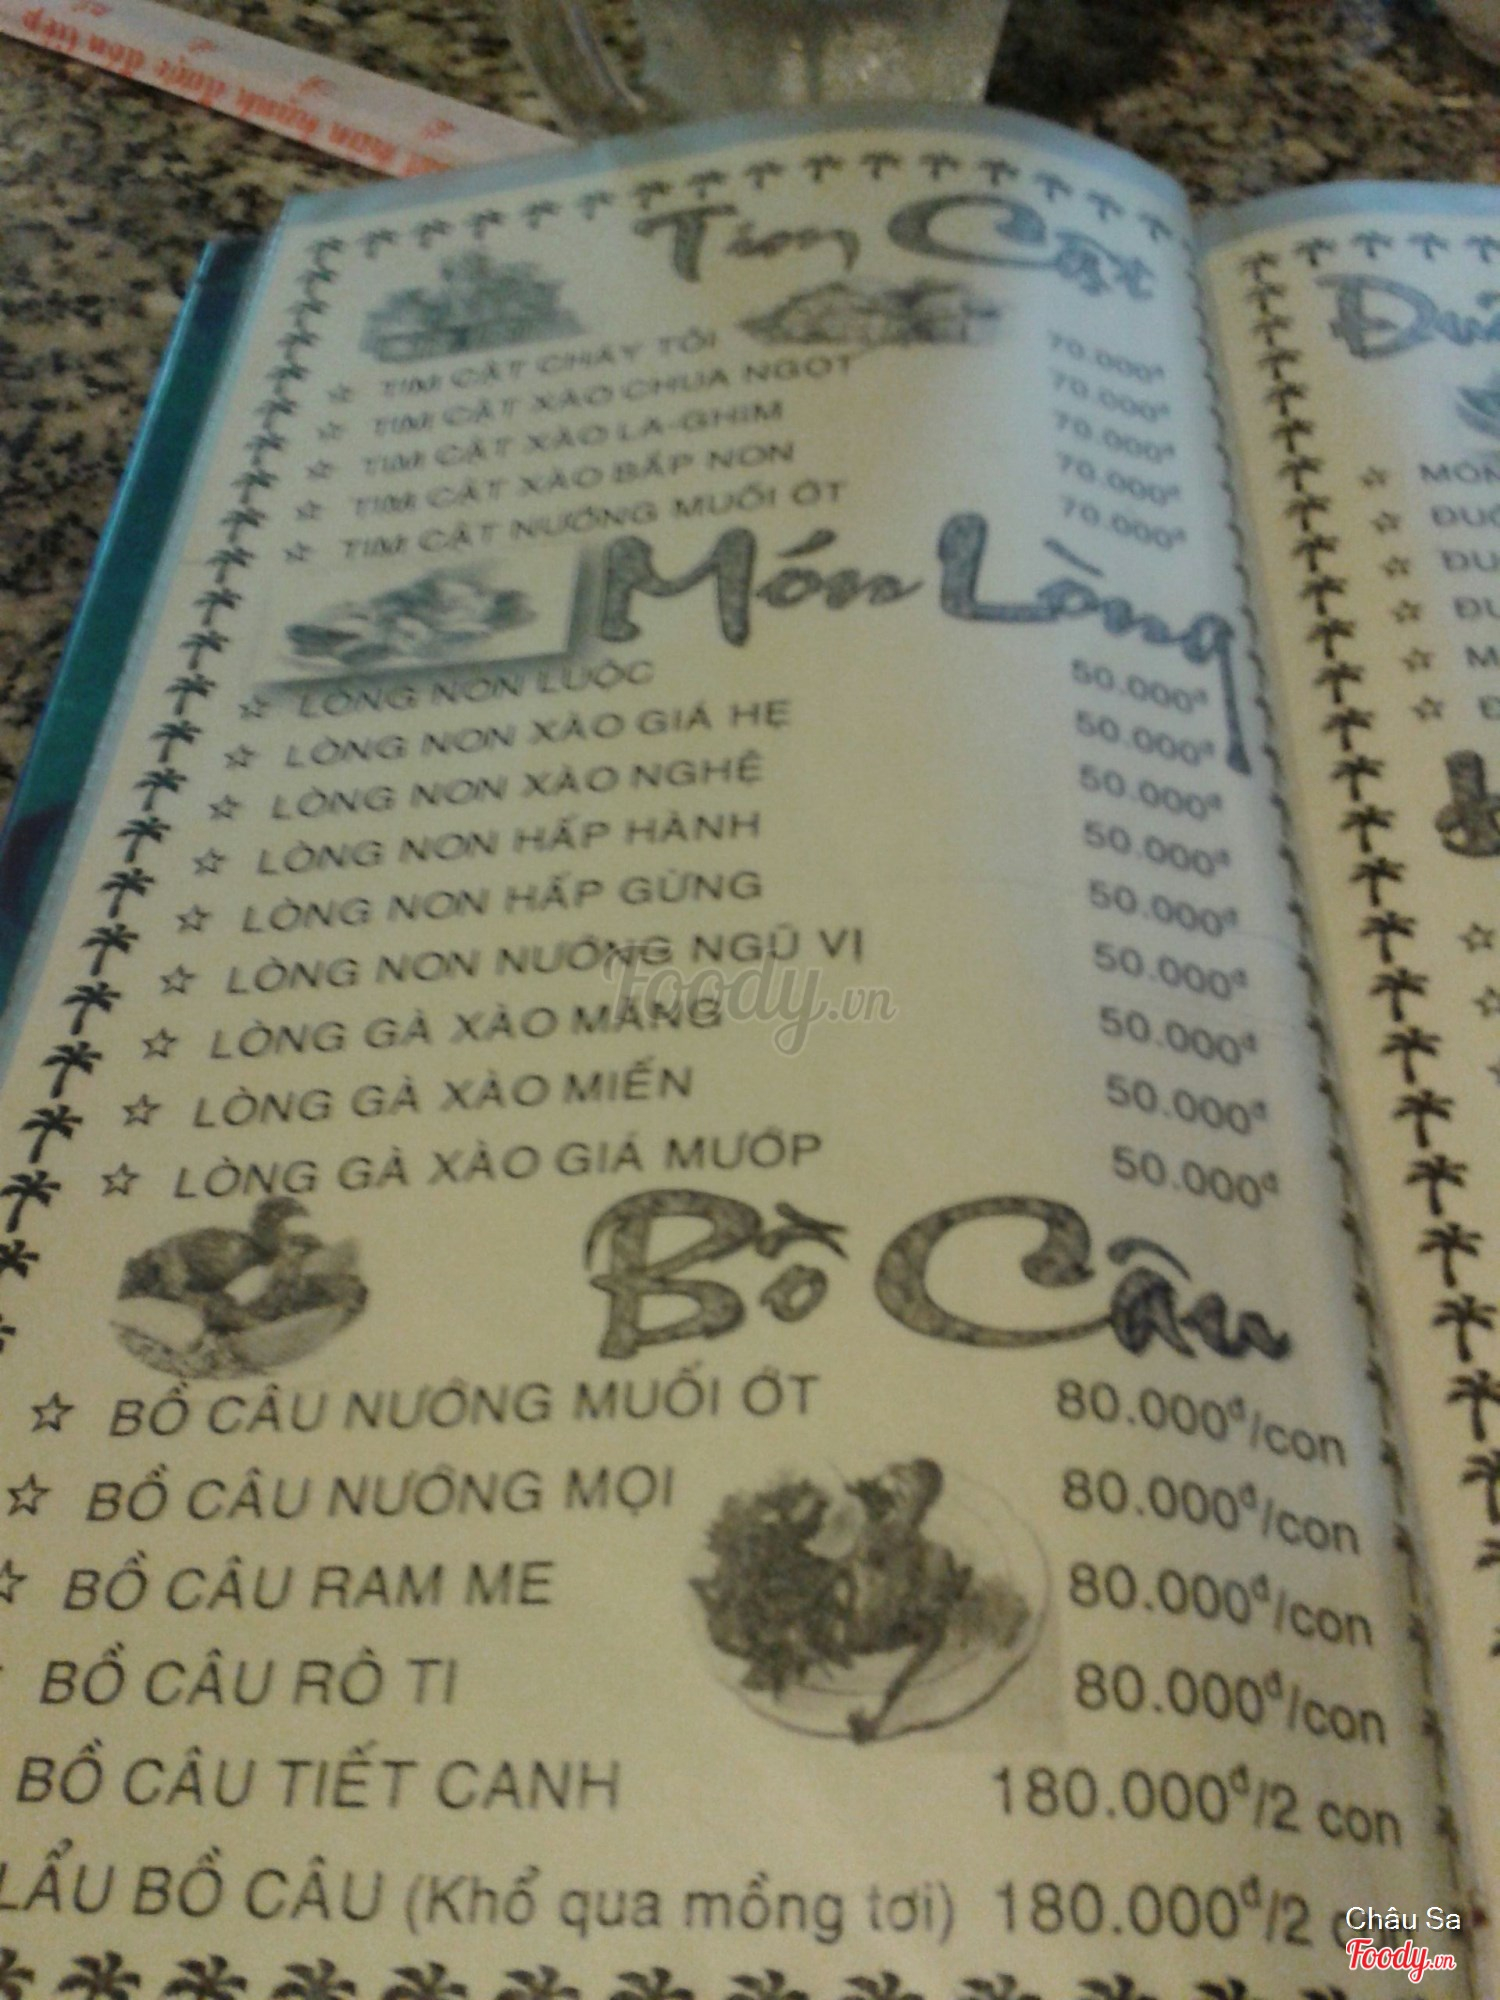 hân hạnh được đón tiếp
Tim Cật
TIM CẬT CHÁY TỎI 70.000đ
TIM CẬT XÀO CHUA NGỌT 70.000đ
TIM CẬT XÀO LA-GHIM 70.000đ
TIM CẬT XÀO BẮP NON 70.000đ
TIM CẬT NƯỚNG MUỐI ỚT 70.000đ
Món Lòng
LÒNG NON LUỘC 50.000đ
LÒNG NON XÀO GIÁ HẸ 50.000đ
LÒNG NON XÀO NGHỆ 50.000đ
LÒNG NON HẤP HÀNH 50.000đ
LÒNG NON HẤP GỪNG 50.000đ
LÒNG NON NƯỚNG NGŨ VỊ 50.000đ
LÒNG GÀ XÀO MĂNG 50.000đ
LÒNG GÀ XÀO MIẾN 50.000đ
LÒNG GÀ XÀO GIÁ MƯỚP 50.000đ
Bồ Câu
BỒ CÂU NƯỚNG MUỐI ỚT 80.000đ/con
BỒ CÂU NƯỚNG MỌI 80.000đ/con
BỒ CÂU RAM ME 80.000đ/con
BỒ CÂU RÔ TI 80.000đ/con
BỒ CÂU TIẾT CANH 180.000đ/2 con
LẨU BỒ CÂU (Khổ qua mồng tơi) 180.000đ/2
Foody.vn
Châu Sa
Foody.vn